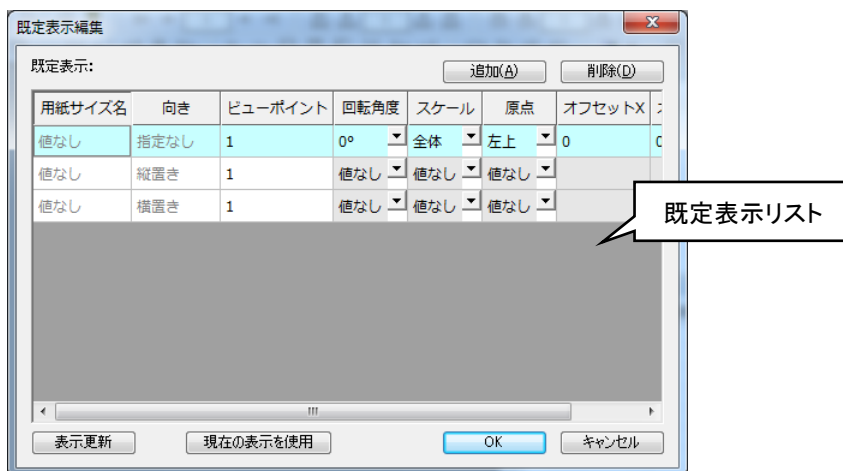 既定表示編集
既定表示: 追加(A) 削除(D)
用紙サイズ名 向き ビューポイント 回転角度 スケール 原点 オフセットX
値なし 指定なし 1 0° 全体 左上 0 0
値なし 縦置き 1 値なし 値なし 値なし
値なし 横置き 1 値なし 値なし 値なし
既定表示リスト
表示更新 現在の表示を使用 OK キャンセル